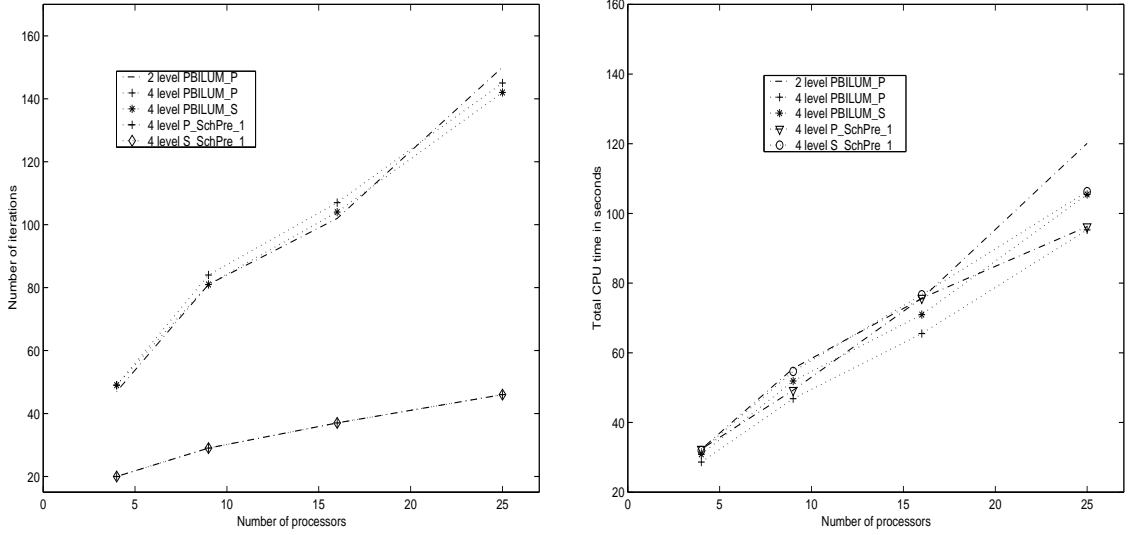 160
140
120
100
80
60
40
20
0
5
10
15
20
25
Number of processors
Number of iterations
2 level PBILUM_P
4 level PBILUM_P
4 level PBILUM_S
4 level P_SchPre_1
4 level S_SchPre_1
160
140
120
100
80
60
40
20
0
5
10
15
20
25
Number of processors
Total CPU time in seconds
2 level PBILUM_P
4 level PBILUM_P
4 level PBILUM_S
4 level P_SchPre_1
4 level S_SchPre_1